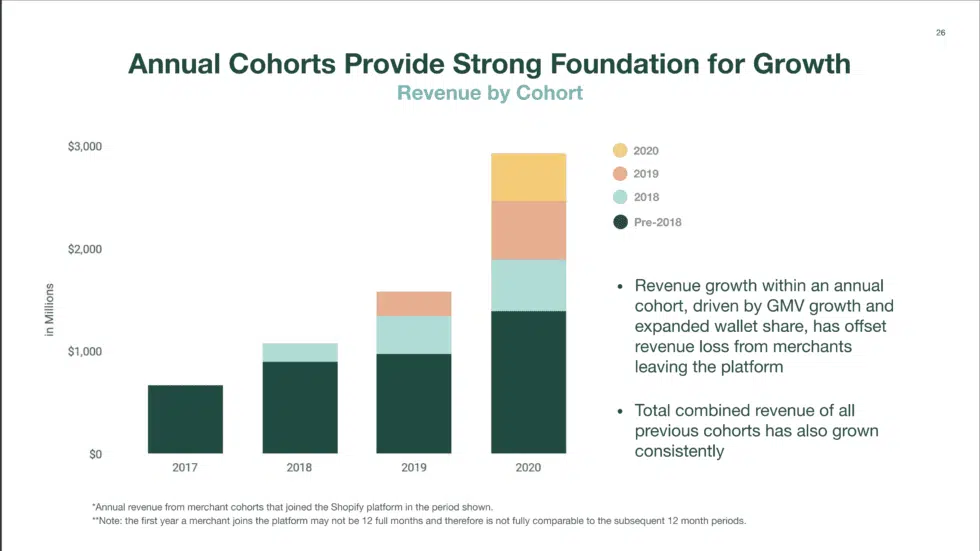 26
Annual Cohorts Provide Strong Foundation for Growth
Revenue by Cohort
$3,000
$2,000
$1,000
$0
in Millions
2017
2018
2019
2020
2020
2019
2018
Pre-2018
• Revenue growth within an annual
cohort, driven by GMV growth and
expanded wallet share, has offset
revenue loss from merchants
leaving the platform
• Total combined revenue of all
previous cohorts has also grown
consistently
*Annual revenue from merchant cohorts that joined the Shopify platform in the period shown.
**Note: the first year a merchant joins the platform may not be 12 full months and therefore is not fully comparable to the subsequent 12 month periods.